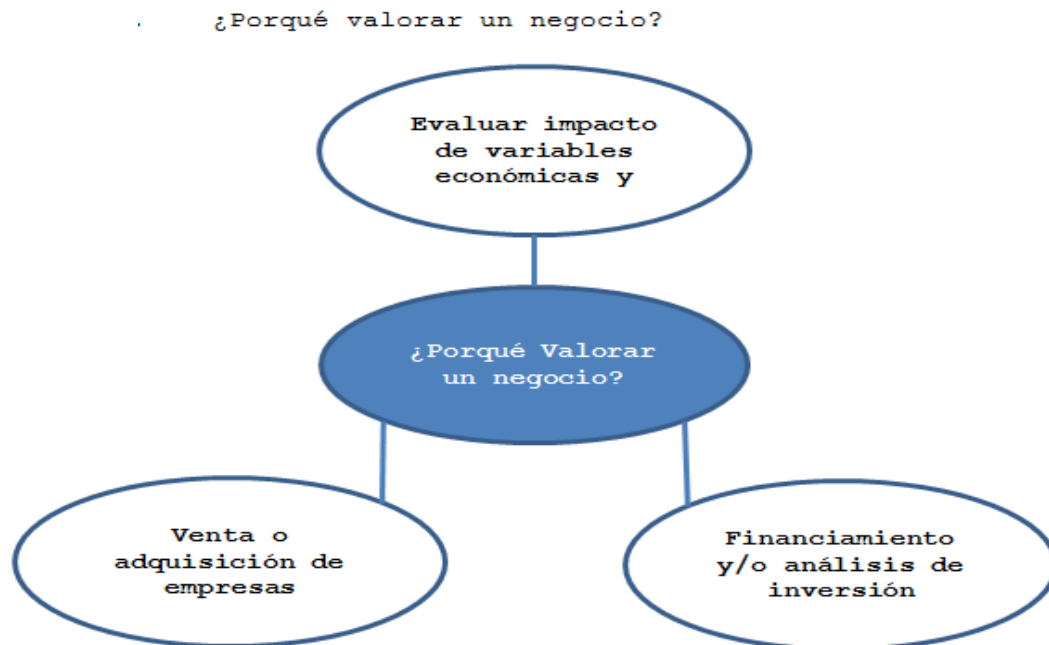 . ¿Porqué valorar un negocio?
Evaluar impacto
de variables
económicas y
¿Porqué Valorar
un negocio?
Venta o
adquisición de
empresas
Financiamiento
y/o análisis de
inversión